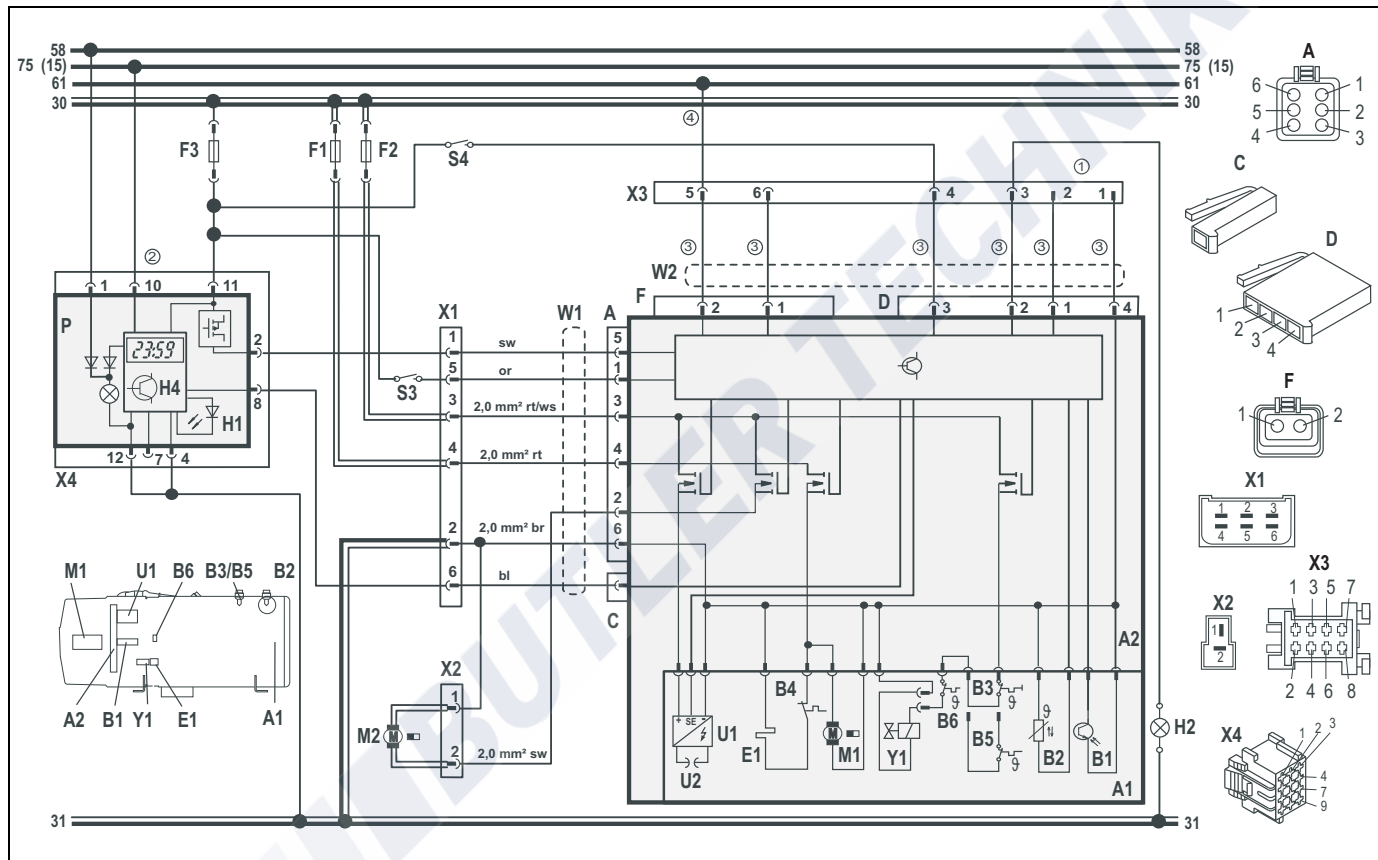 58
58
75 (15)
75 (15)
61
61
30
30
F3
F1
F2
S4
4
X3
5
6
4
3
2
1
1
2
3
3
3
3
3
3
W2
X4
1
10
11
P
23:59
H4
H1
2
8
12
7
4
S3
X1
1
5
3
4
2
6
W1
sw
or
2,0 mm² rt/ws
2,0 mm² rt
2,0 mm² br
bl
A
5
1
3
4
2
6
C
F
2
1
D
3
2
1
4
A2
M1
U1
B6
B3/B5
B2
A2
B1
Y1
E1
A1
X2
1
2
M2
M
2,0 mm² sw
+ SE -
U1
U2
E1
B4
M
M1
Y1
B6
ϑ
B3
ϑ
B5
ϑ
ϑ
B2
B1
A1
H2
31
31
A
6
5
4
1
2
3
C
D
1
2
3
4
F
1
2
X1
1 2 3
4 5 6
X3
1 3 5 7
2 4 6 8
X2
1
2
X4
1
2
3
4
7
9
BUTLER TECHNIK